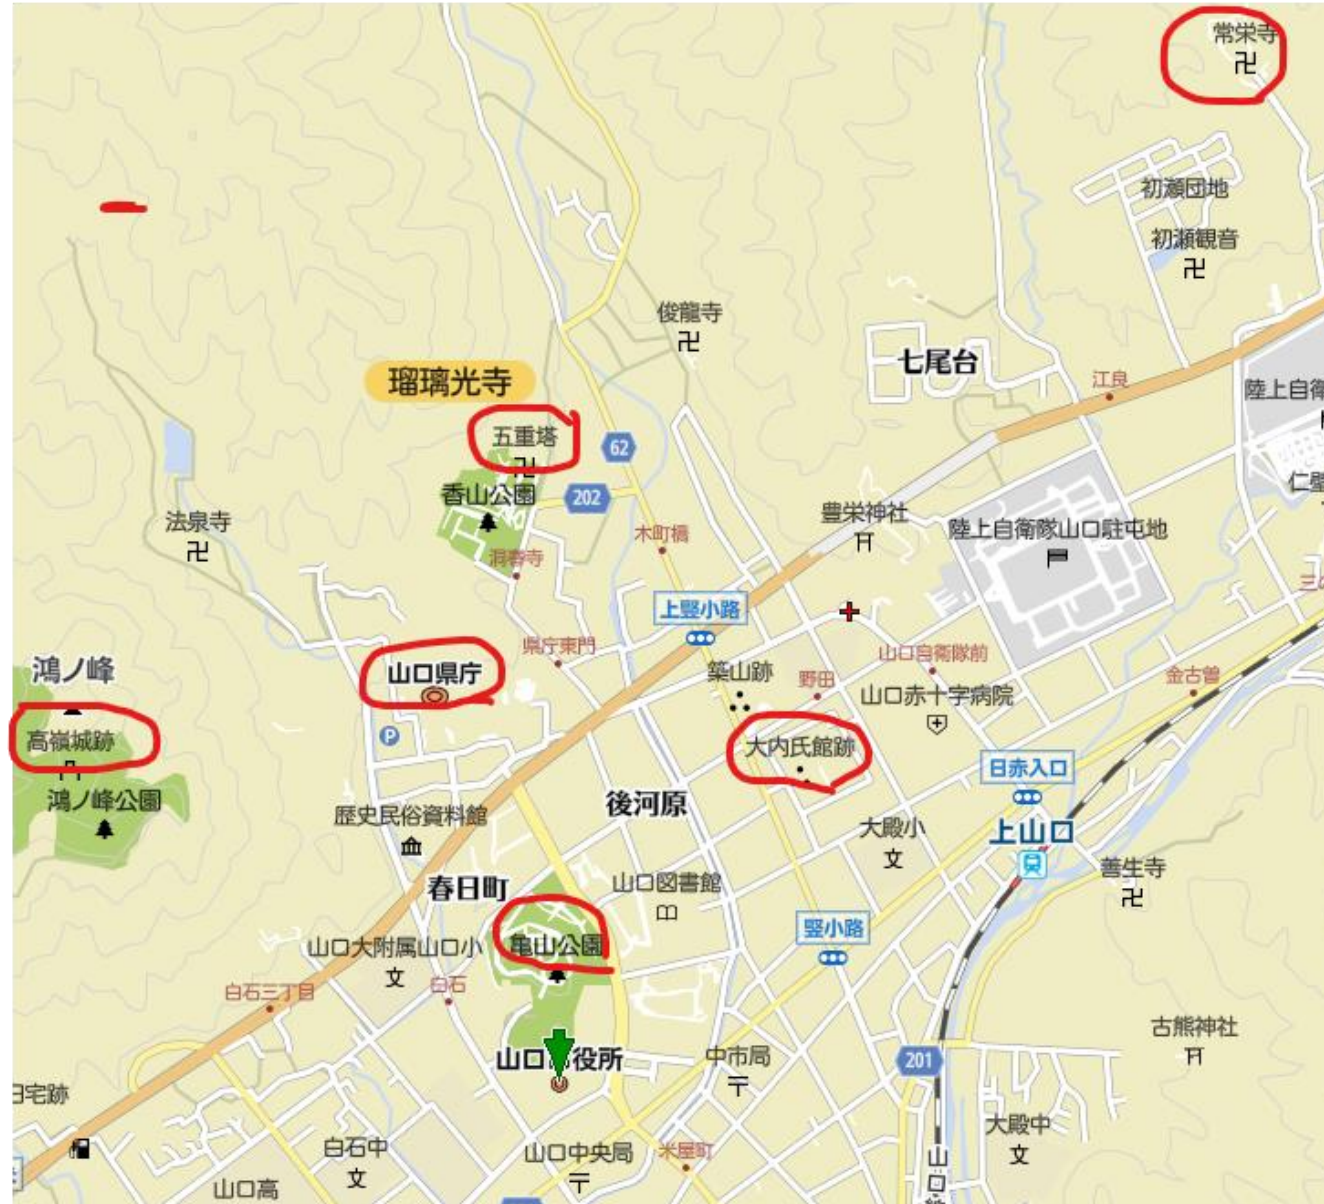 常栄寺
初瀬団地
初瀬観音
俊龍寺
七尾台
瑠璃光寺
江良
陸上自衛
五重塔
62
香山公園
202
仁壁
法泉寺
豊栄神社
木町橋
陸上自衛隊山口駐屯地
洞春寺
上竪小路
県庁東門
山口自衛隊前
鴻ノ峰
山口県庁
築山跡
野田
山口赤十字病院
金古曽
高嶺城跡
P
大内氏館跡
日赤入口
鴻ノ峰公園
後河原
歴史民俗資料館
大殿小
文
上山口
善生寺
春日町
山口図書館
竪小路
山口大附属山口小
文
亀山公園
白石三丁目
白石
古熊神社
山口
役所
中市局
〒
201
宅跡
白石中
文
山口中央局
〒
米屋町
大殿中
文
山口高
山
口